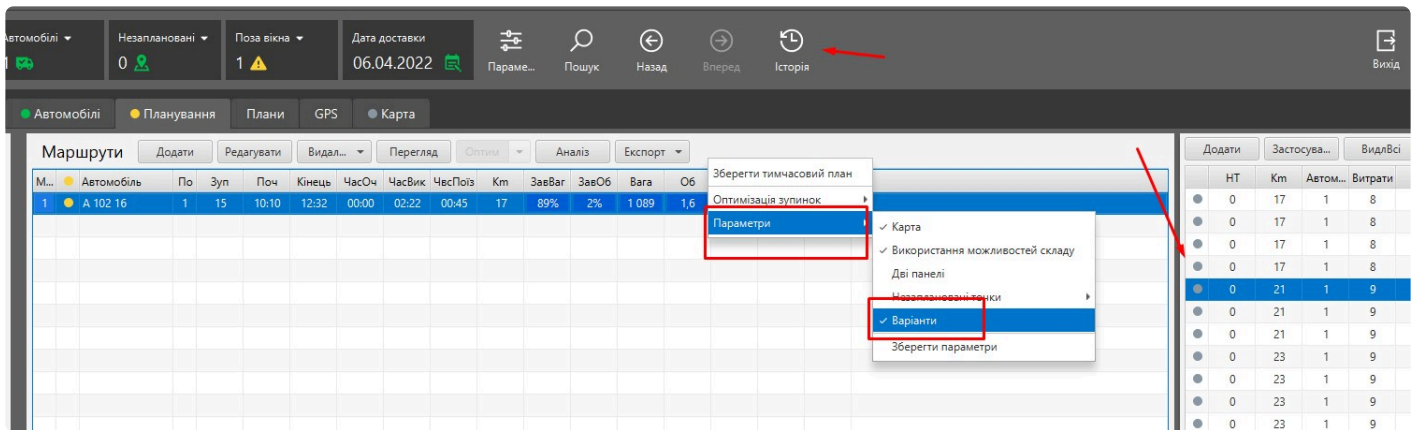 Автомобілі Незаплановані Поза вікна Дата доставки
1 0 1 06.04.2022
Параме... Пошук Назад Вперед Історія Вихід
Автомобілі Планування Плани GPS Карта
Маршрути Додати Редагувати Видал... Перегляд Оптим Аналіз Експорт
М... Автомобіль По Зуп Поч Кінець ЧасОч ЧасВик ЧвсПоїз Km ЗавВаг ЗавОб Вага Об
1 А 102 16 1 15 10:10 12:32 00:00 02:22 00:45 17 89% 2% 1 089 1,6
Зберегти тимчасовий план
Оптимізація зупинок
Параметри
Карта
Використання можливостей складу
Дві панелі
Незаплановані точки
Варіанти
Зберегти параметри
Додати Застосува... ВидлВсі
НТ Km Автом... Витрати
0 17 1 8
0 17 1 8
0 17 1 8
0 17 1 8
0 21 1 9
0 21 1 9
0 21 1 9
0 23 1 9
0 23 1 9
0 23 1 9
0 23 1 9